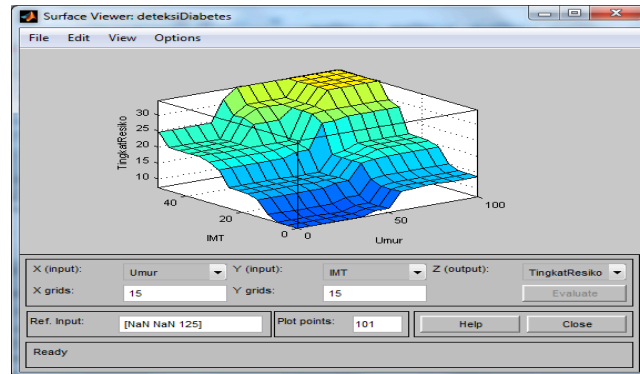 Surface Viewer: deteksiDiabetes
File Edit View Options
TingkatResiko
30
25
20
15
10
40
20
0
IMT
0
50
100
Umur
X (input): Umur Y (input): IMT Z (output): TingkatResiko
X grids: 15 Y grids: 15 Evaluate
Ref. Input: [NaN NaN 125] Plot points: 101 Help Close
Ready